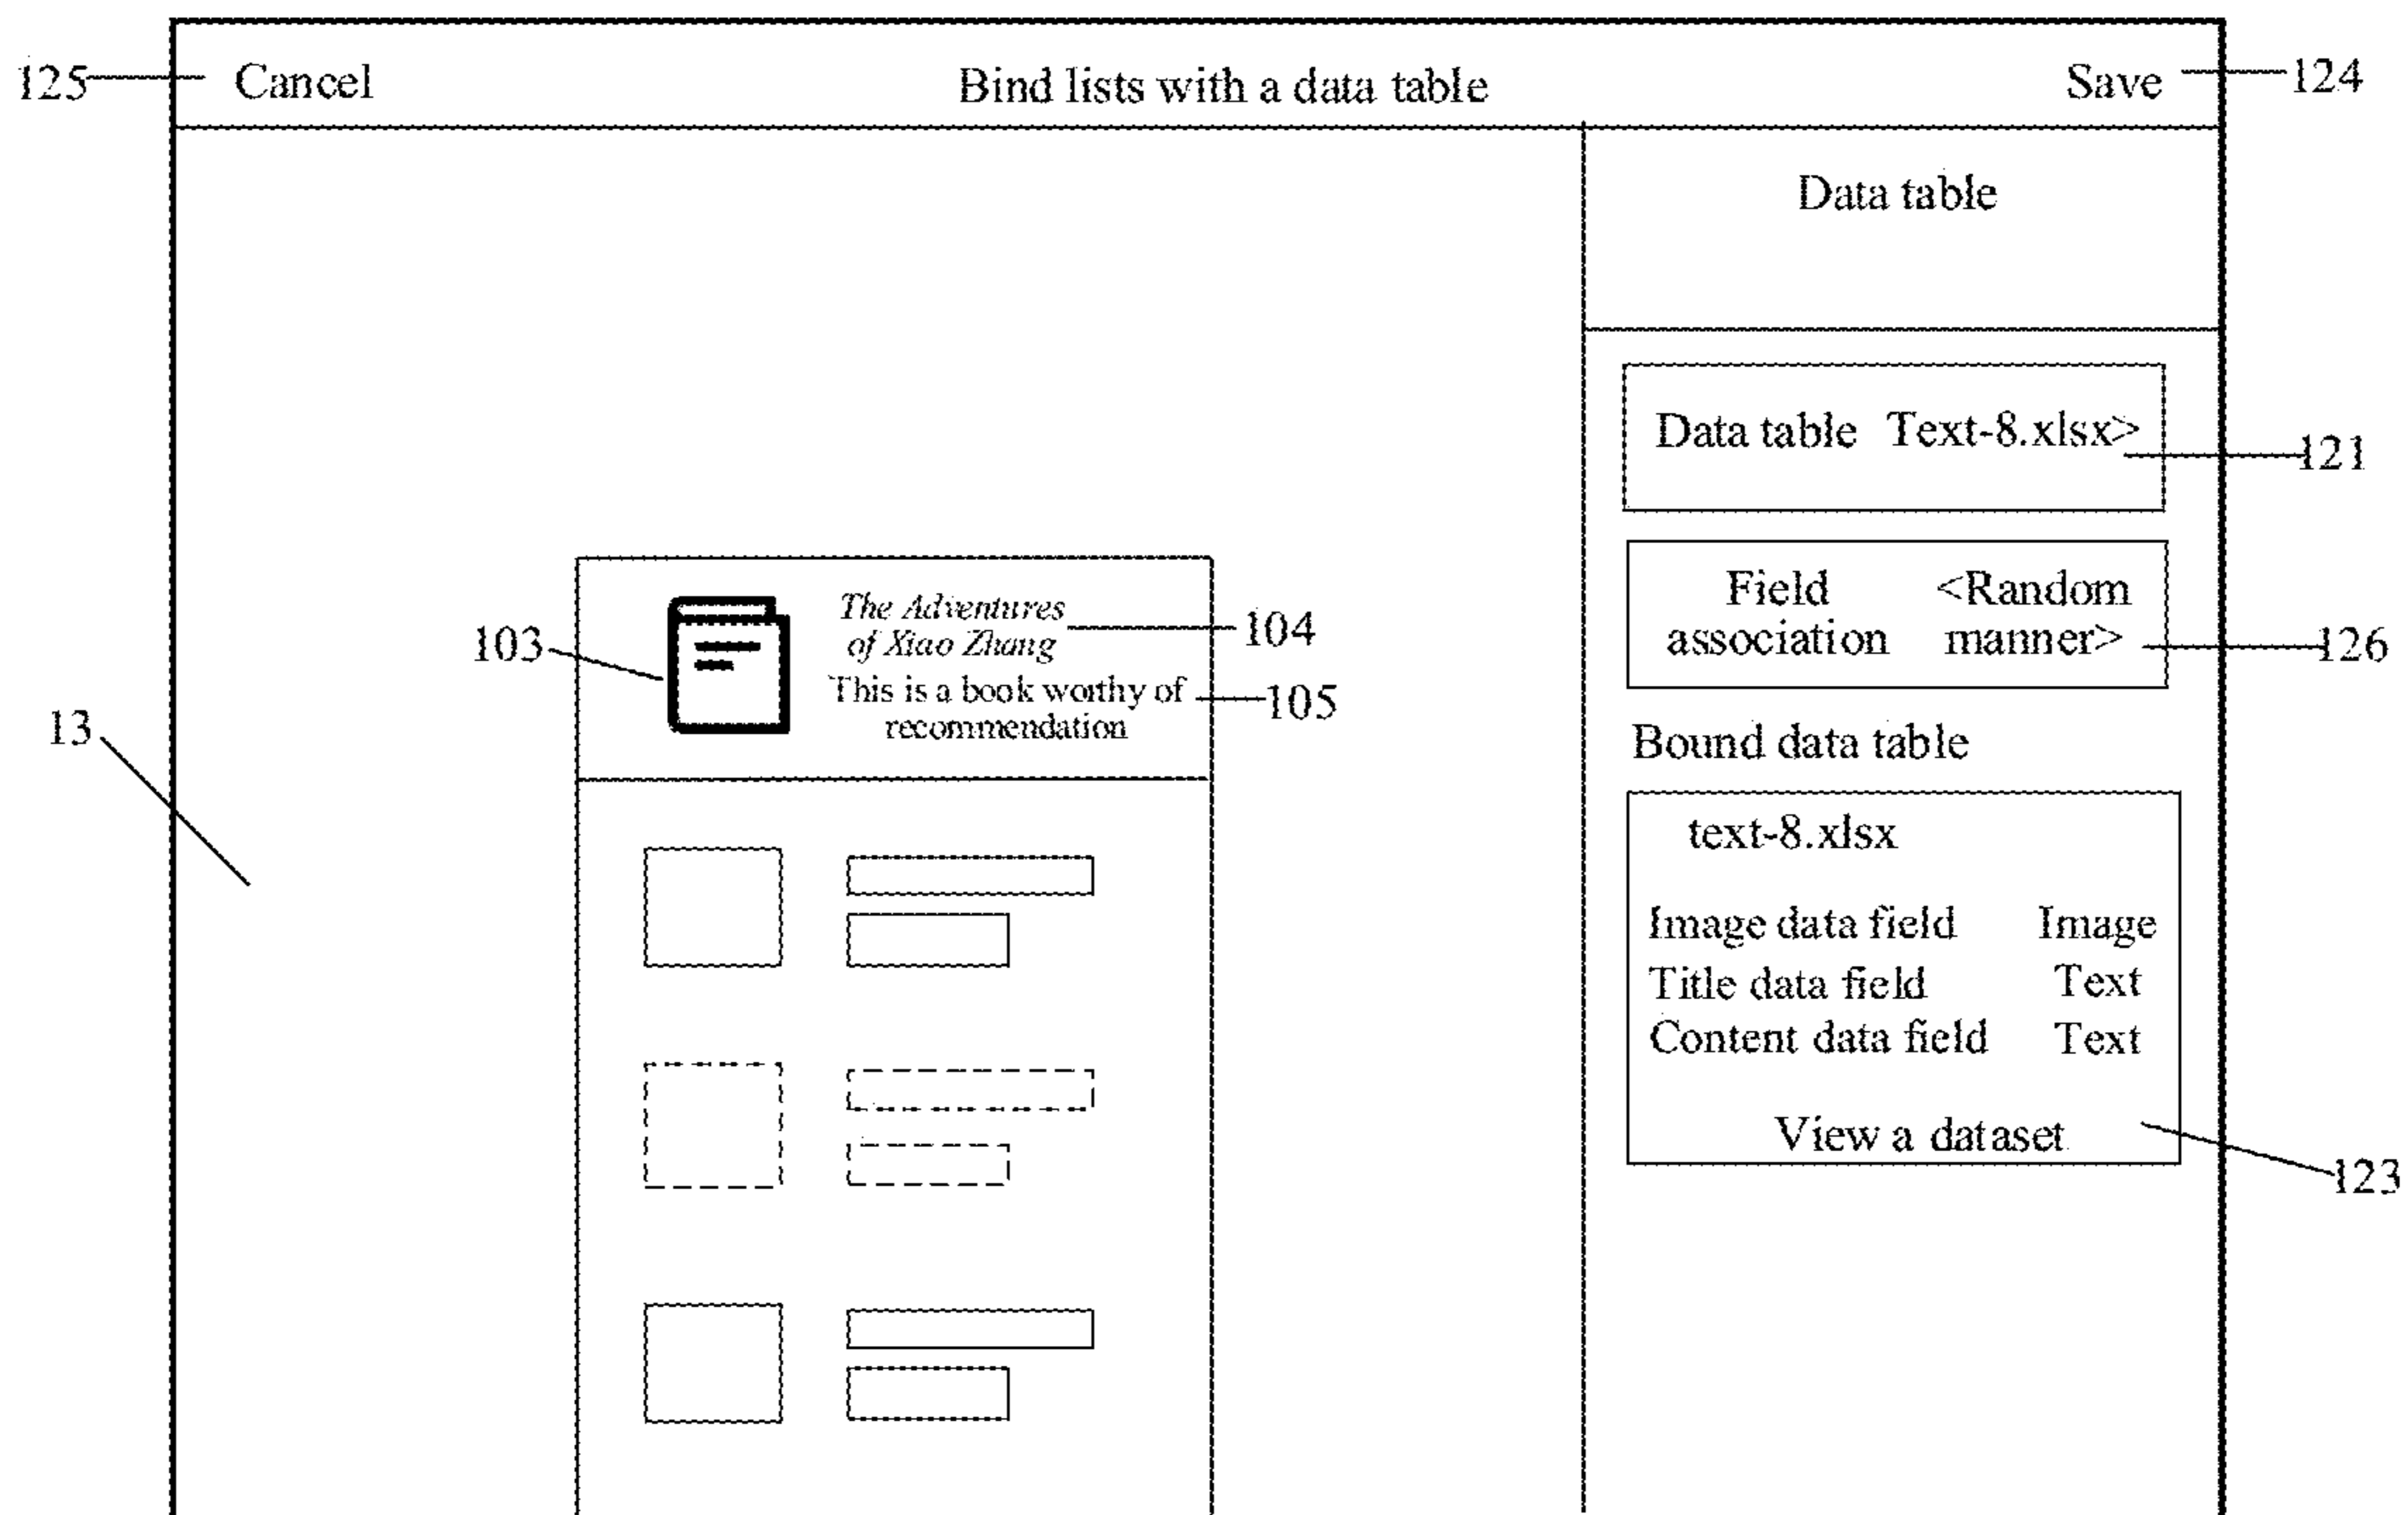 125 Cancel Bind lists with a data table Save 124
Data table
Data table Text-8.xlsx> 121
Field <Random
association manner> 126
The Adventures
of Xiao Zhang 104
103
This is a book worthy of 105
recommendation
13
Bound data table
text-8.xlsx
Image data field Image
Title data field Text
Content data field Text
View a dataset
123